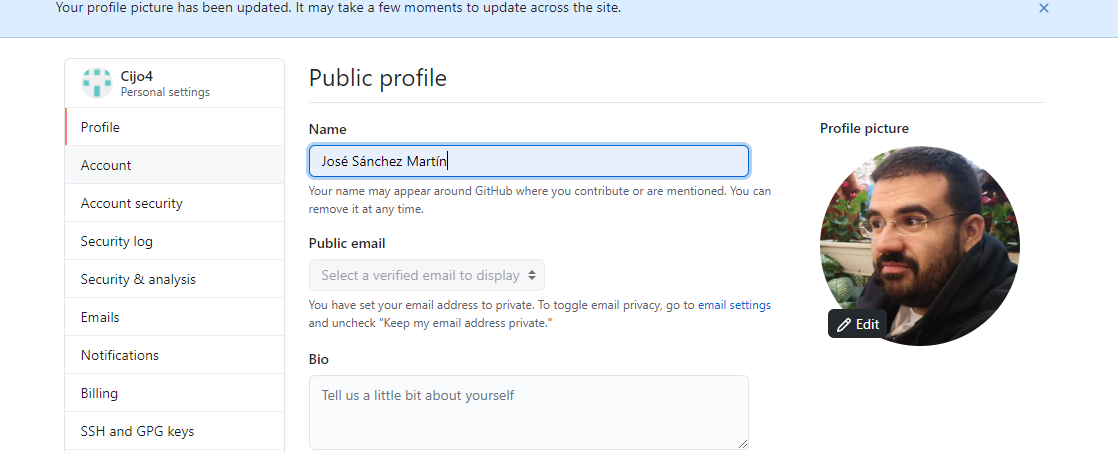 Your profile picture has been updated. It may take a few moments to update across the site.
Cijo4
Personal settings
Profile
Account
Account security
Security log
Security & analysis
Emails
Notifications
Billing
SSH and GPG keys
Public profile
Name
José Sánchez Martín
Your name may appear around GitHub where you contribute or are mentioned. You can
remove it at any time.
Public email
Select a verified email to display
You have set your email address to private. To toggle email privacy, go to email settings
and uncheck "Keep my email address private."
Bio
Tell us a little bit about yourself
Profile picture
Edit